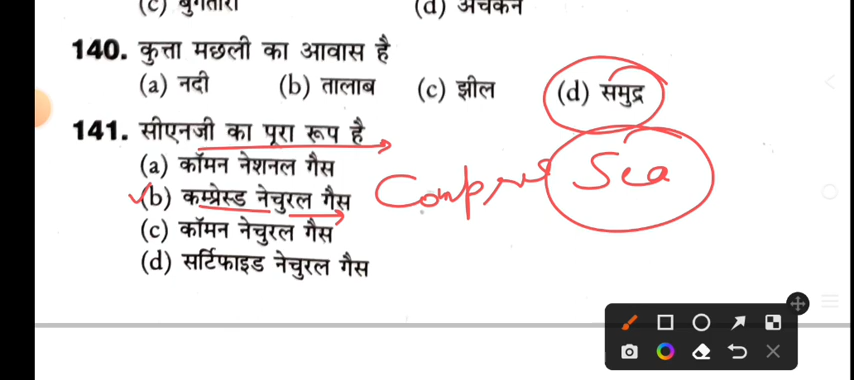 (c) बुगतारा (d) अचकन
140. कुत्ता मछली का आवास है
(a) नदी (b) तालाब (c) झील (d) समुद्र
141. सीएनजी का पूरा रूप है
(a) कॉमन नेशनल गैस
(b) कम्प्रेस्ड नेचुरल गैस
Sea
(c) कॉमन नेचुरल गैस
(d) सर्टिफाइड नेचुरल गैस